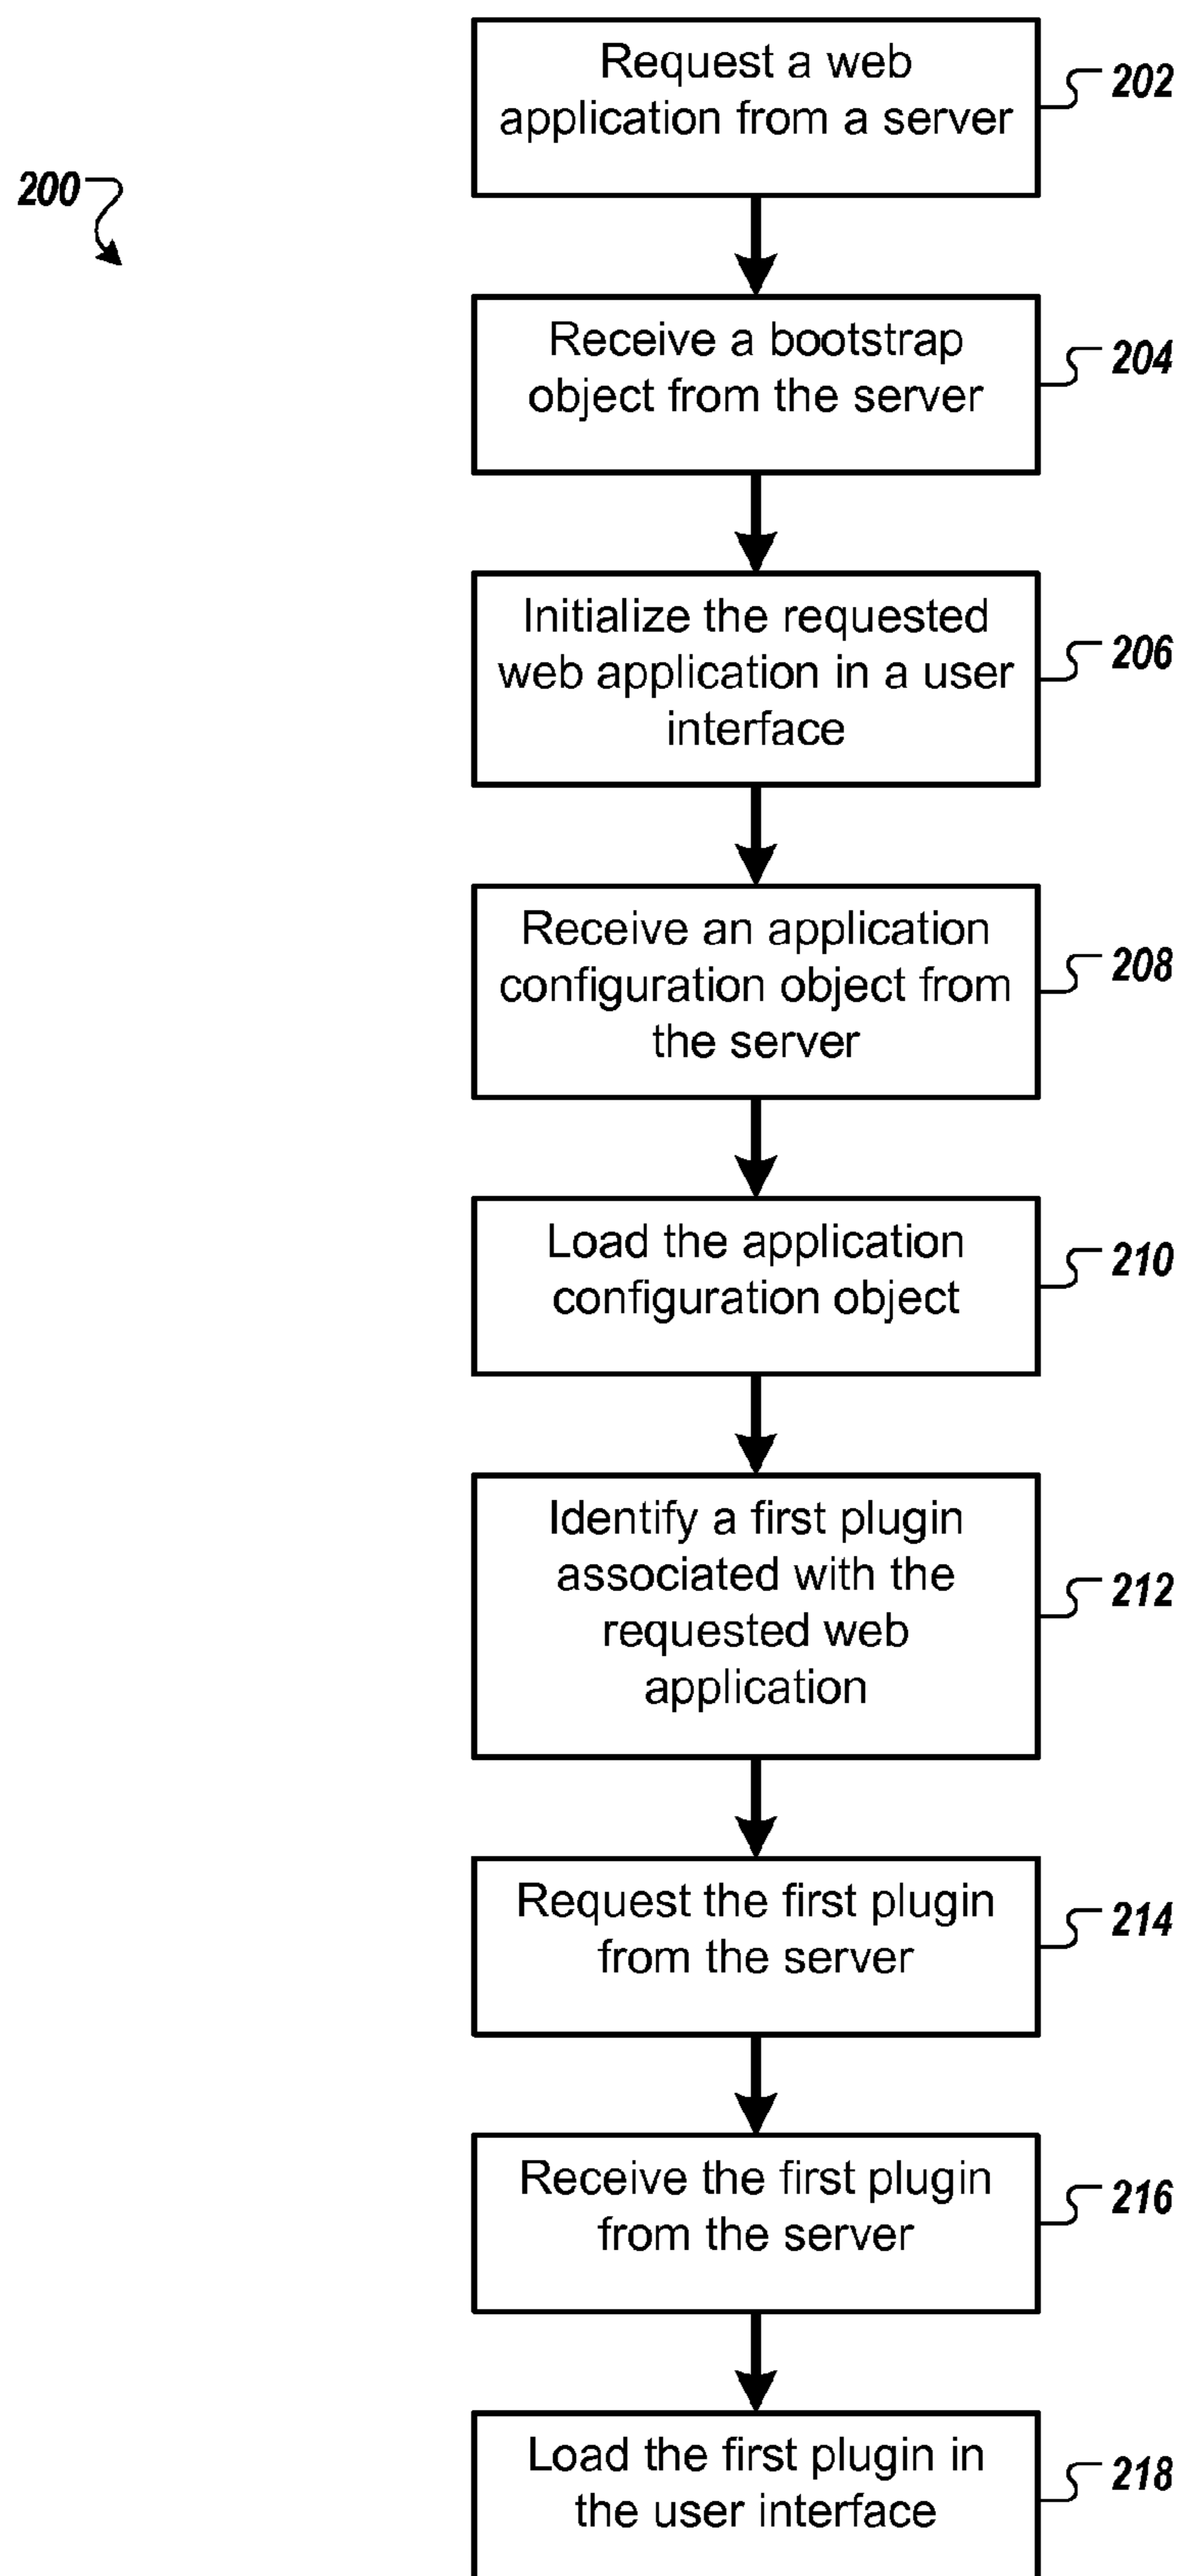 Request a web
application from a server
202
200
Receive a bootstrap
object from the server
204
Initialize the requested
web application in a user
interface
206
Receive an application
configuration object from
the server
208
Load the application
configuration object
210
Identify a first plugin
associated with the
requested web
application
212
Request the first plugin
from the server
214
Receive the first plugin
from the server
216
Load the first plugin in
the user interface
218